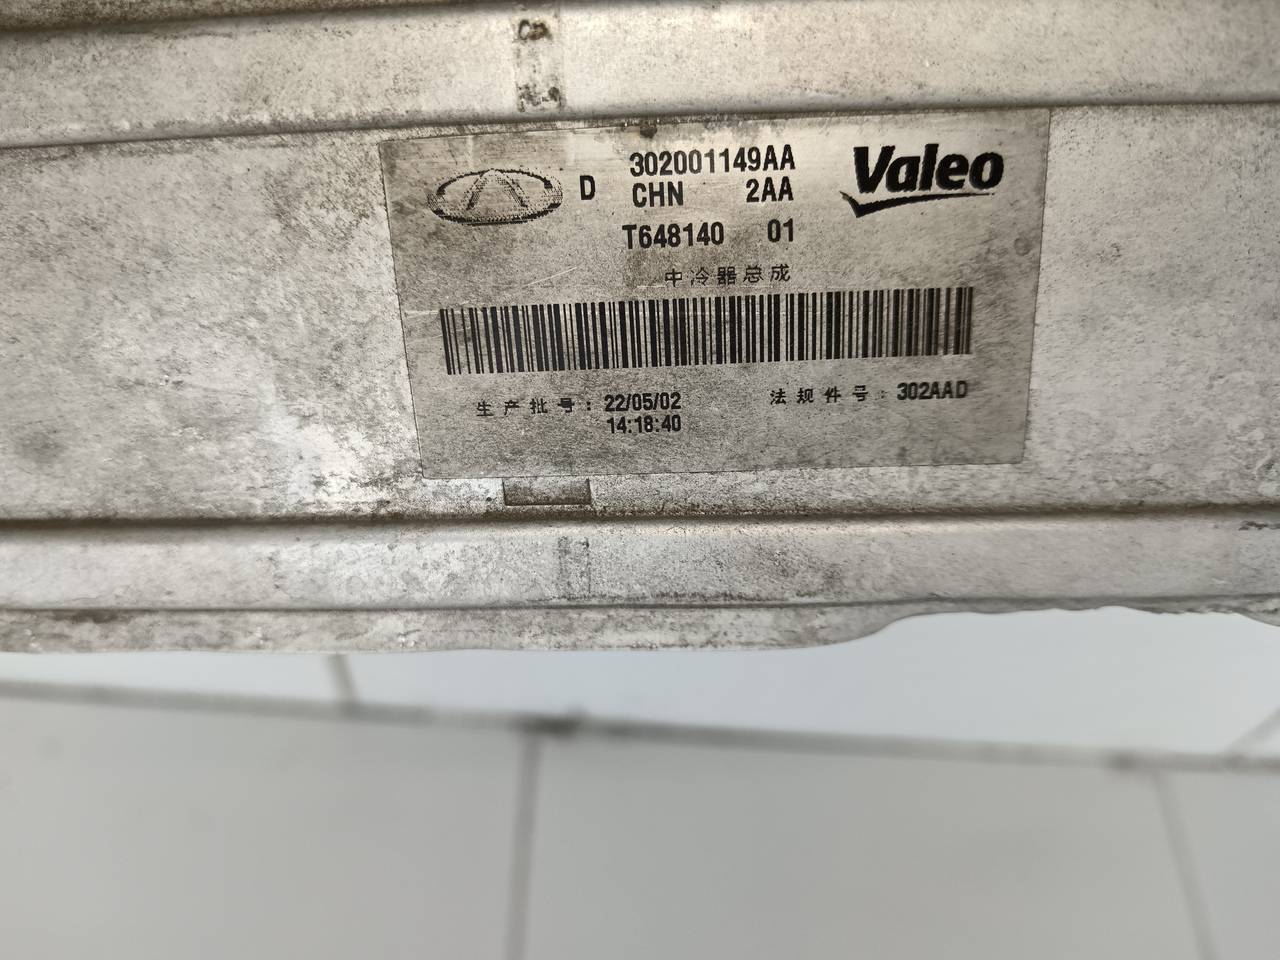 302001149AA
D CHN 2AA
Valeo
T648140 01
中冷器总成
生产批号: 22/05/02
14:18:40
法规件号: 302AAD